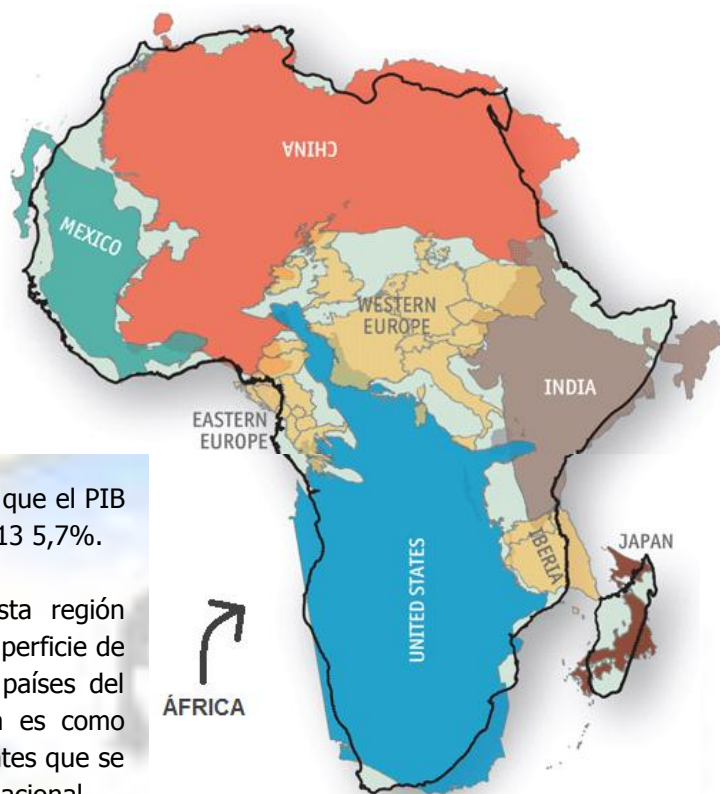 CHINA
MEXICO
WESTERN
EUROPE
INDIA
EASTERN
EUROPE
que el PIB
13 5,7%.
IBERIA
JAPAN
UNITED STATES
sta región
perficie de
países del
es como
ntes que se
ÁFRICA